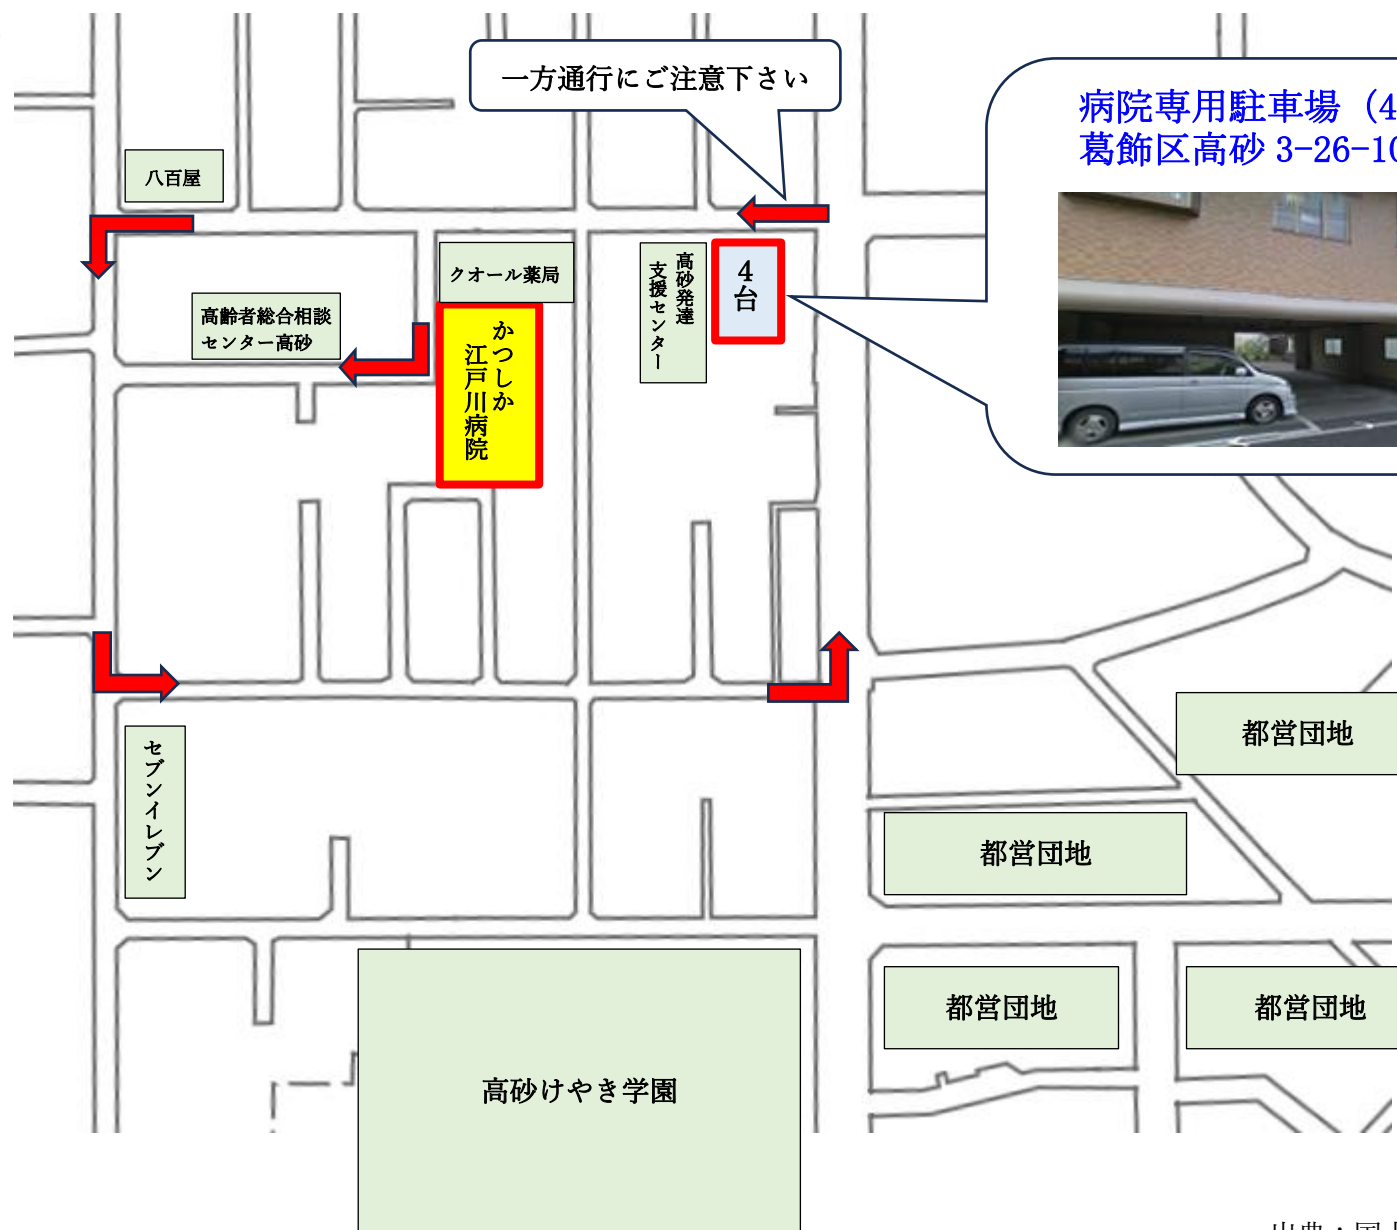 一方通行にご注意下さい
病院専用駐車場（4
葛飾区高砂 3-26-10
八百屋
クオール薬局
高砂発達
支援センター
4台
高齢者総合相談
センター高砂
かつしか
江戸川病院
セブンイレブン
都営団地
都営団地
都営団地
都営団地
高砂けやき学園
出典：国土